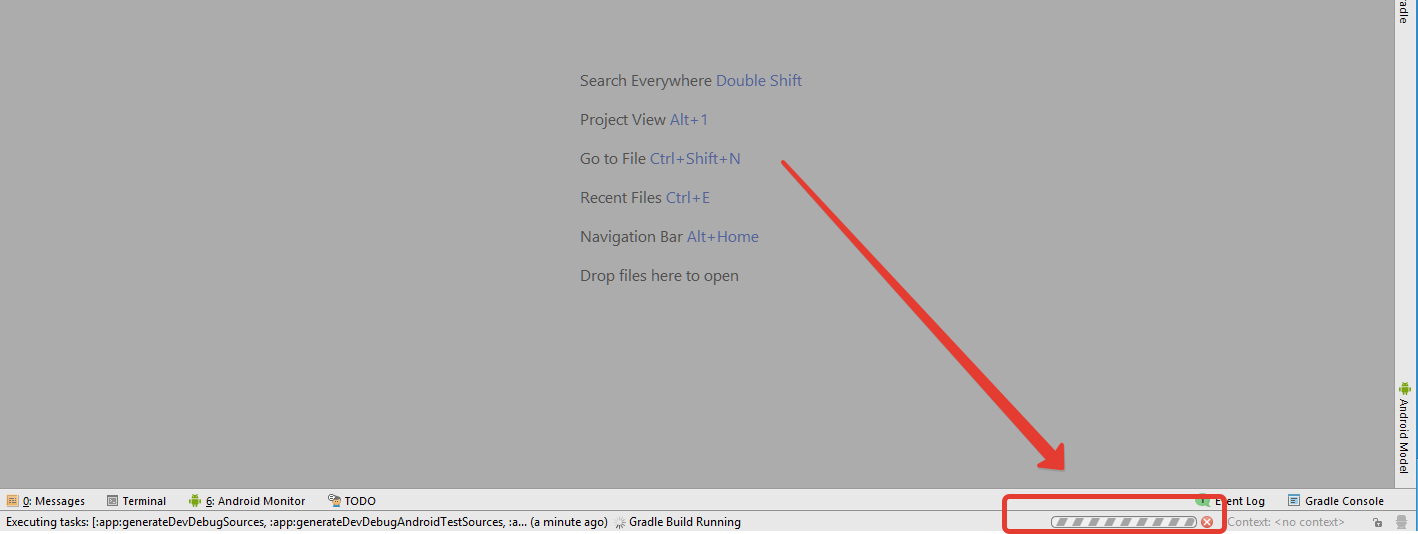 radle
Search Everywhere Double Shift
Project View Alt+1
Go to File Ctrl+Shift+N
Recent Files Ctrl+E
Navigation Bar Alt+Home
Drop files here to open
Android Model
0: Messages Terminal 6: Android Monitor TODO Event Log Gradle Console
Executing tasks: [:app:generateDevDebugSources, :app:generateDevDebugAndroidTestSources, :a... (a minute ago) Gradle Build Running Context: <no context>